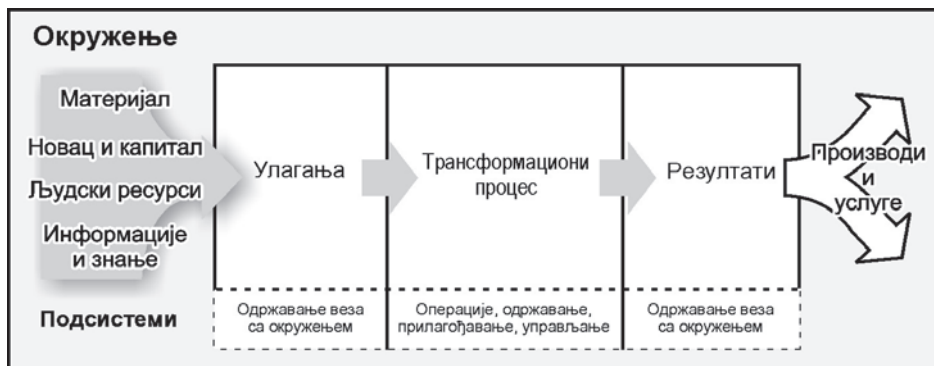 Окружење
Материјал
Новац и капитал
Људски ресурси
Информације
и знање
Улагања
Трансформациони
процес
Резултати
Производи
и
услуге
Подсистеми
Одржавање веза
са окружењем
Операције, одржавање,
прилагођавање, управљање
Одржавање веза
са окружењем